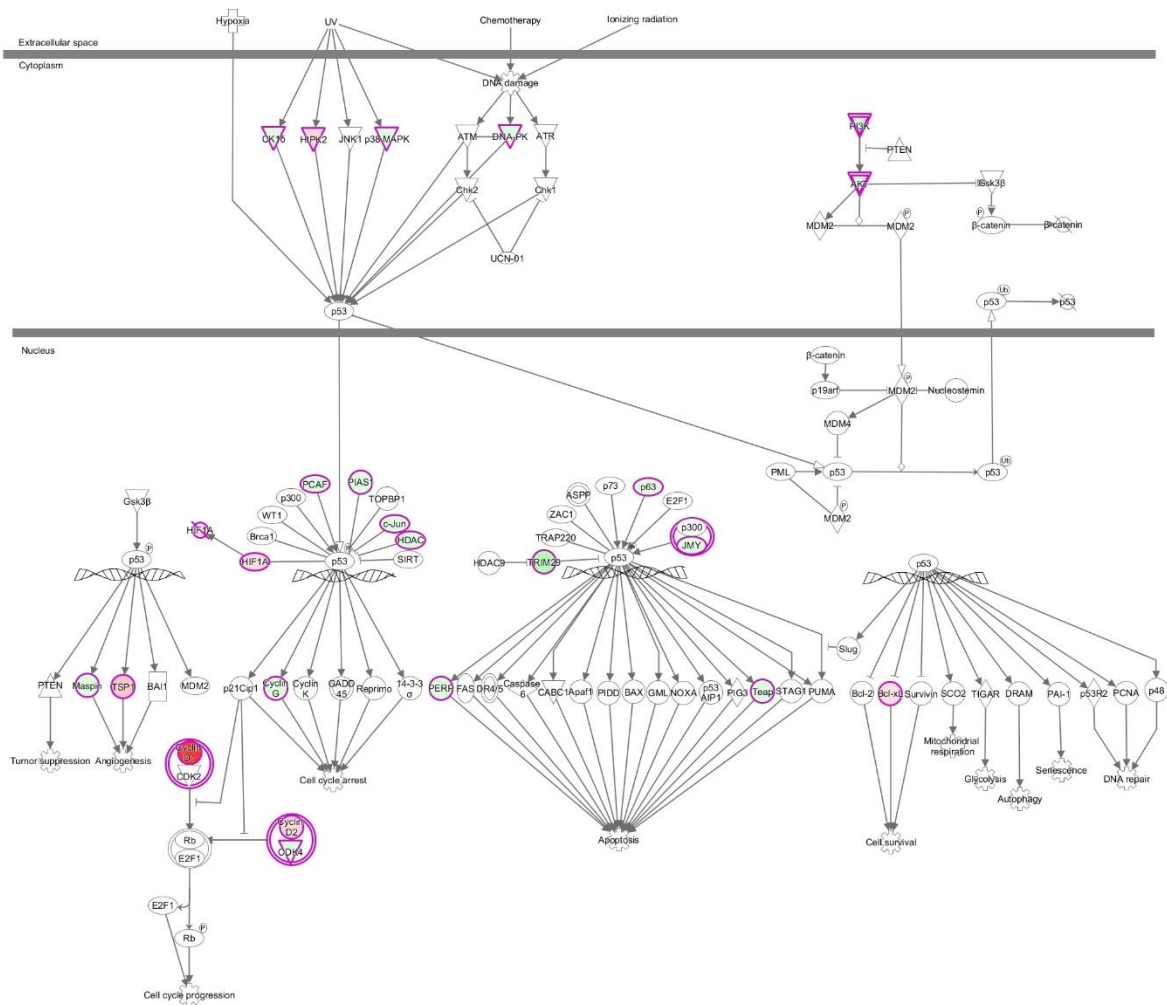 Hypoxia
UV
Chemotherapy
Ionizing radiation
Extracellular space
Cytoplasm
DNA damage
CK1δ
HIPK2
JNK1
p38 MAPK
ATM
DNA-PK
ATR
PI3K
PTEN
Chk2
Chk1
AKT
Gsk3β
P
MDM2
P
MDM2
P
β-catenin
β-catenin
UCN-01
p53
p53
Ub
p53
Nucleus
β-catenin
p19arf
MDM2
P
Nucleostemin
MDM4
PML
p53
p53
Ub
P
MDM2
Gsk3β
PCAF
PIAS1
p300
TOPBP1
WT1
c-Jun
HIF1A
Brca1
HDAC
HIF1A
p53
P
SIRT
p53
P
p73
p63
ASPP
E2F1
ZAC1
p300
TRAP220
JMY
HDAC9
TRIM29
p53
p53
Slug
PTEN
Maspin
TSP1
BAI1
MDM2
p21Cip1
Cyclin
G
Cyclin
K
GADD
45
Reprimo
14-3-3
σ
PERP
FAS
DR4/5
Caspase
6
CABC1
Apaf1
PIDD
BAX
GML
NOXA
p53
AIP1
PIG3
Teap
STAG1
PUMA
Bcl-2
Bcl-xL
Survivin
SCO2
TIGAR
DRAM
PAI-1
p53R2
PCNA
p48
Tumor suppression
Angiogenesis
CDK2
Cell cycle arrest
Mitochondrial
respiration
Glycolysis
Autophagy
Senescence
DNA repair
Cyclin
D2
CDK4
Rb
E2F1
Apoptosis
Cell survival
E2F1
Rb
P
Cell cycle progression